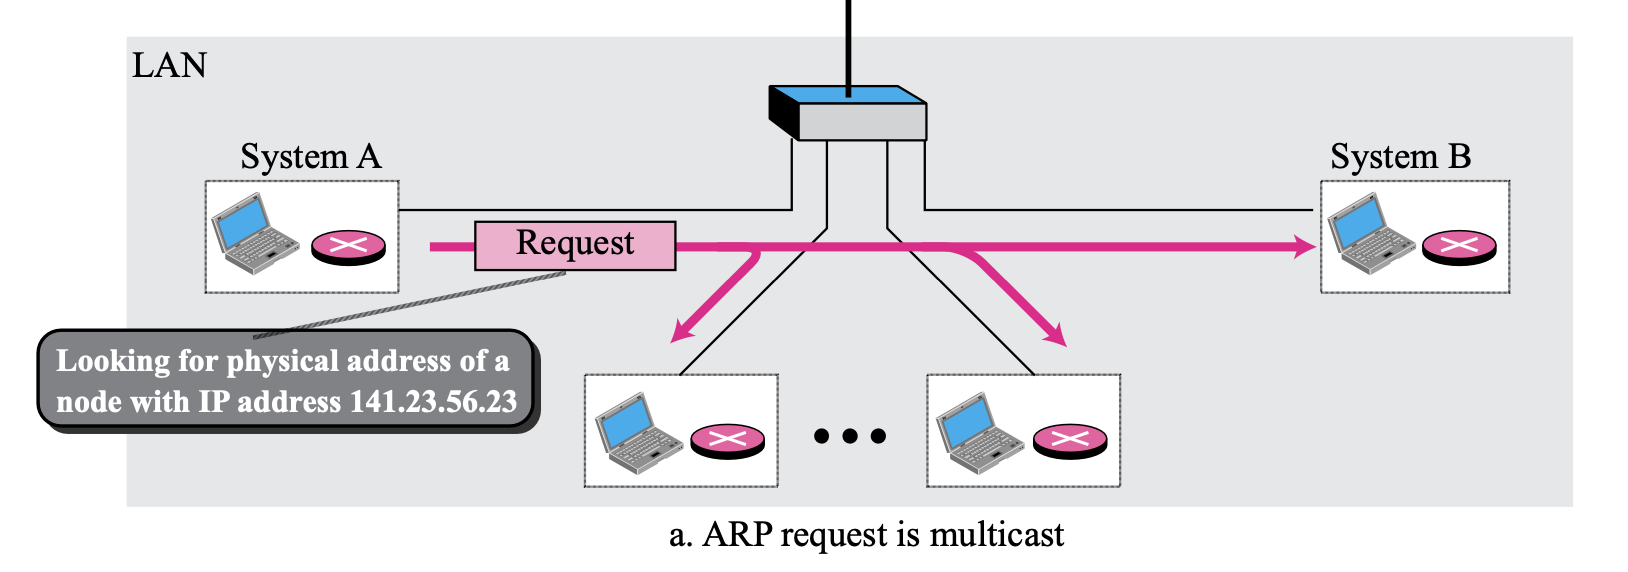 LAN
System A
System B
Request
Looking for physical address of a
node with IP address 141.23.56.23
a. ARP request is multicast